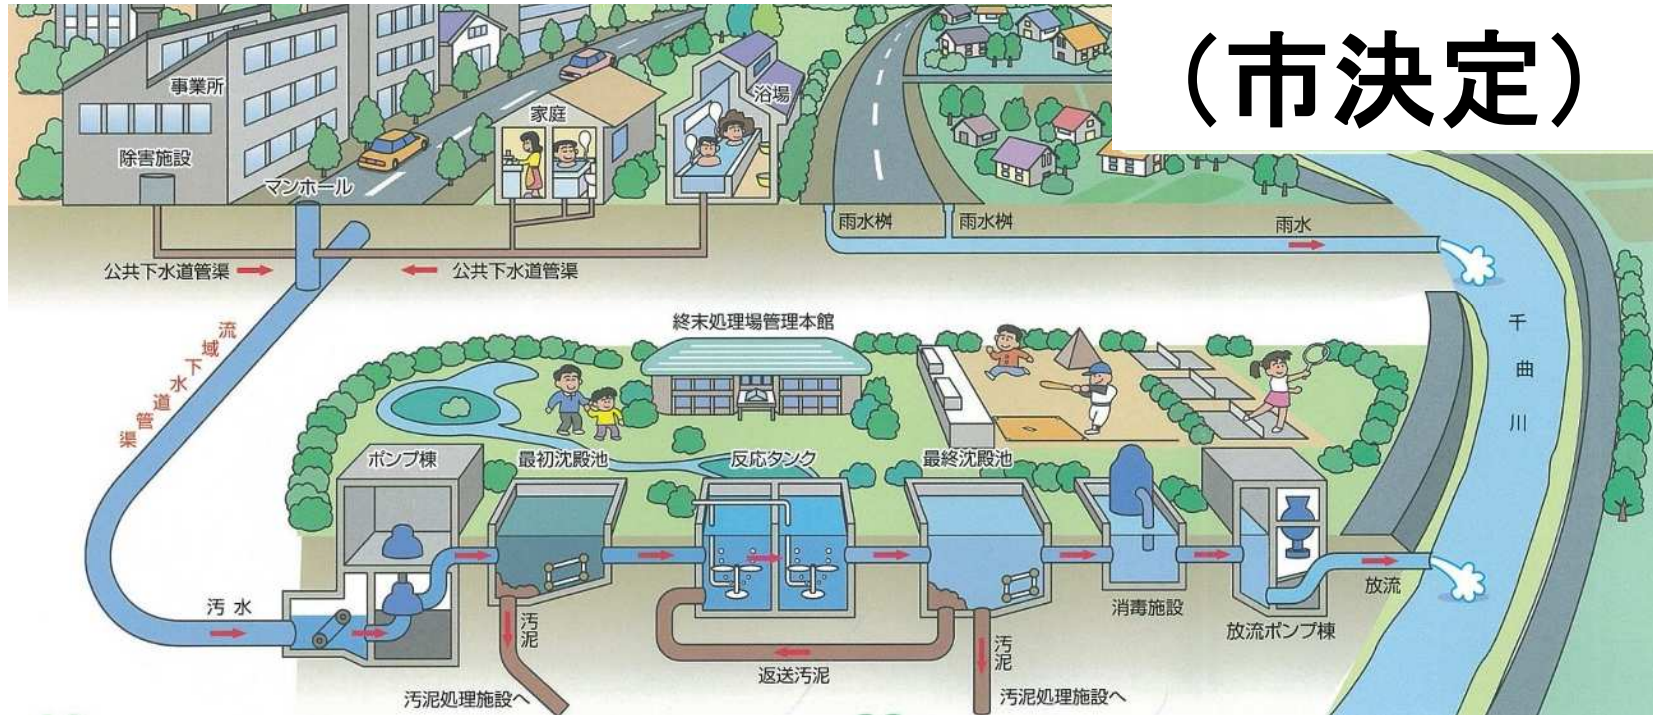 （市決定）
事業所
浴場
家庭
除害施設
マンホール
雨水桝
雨水桝
雨水
公共下水道管渠
公共下水道管渠
流域下水道管渠
終末処理場管理本館
千曲川
ポンプ棟
最初沈殿池
反応タンク
最終沈殿池
汚水
放流
消毒施設
放流ポンプ棟
汚泥
汚泥
返送汚泥
汚泥処理施設へ
汚泥処理施設へ